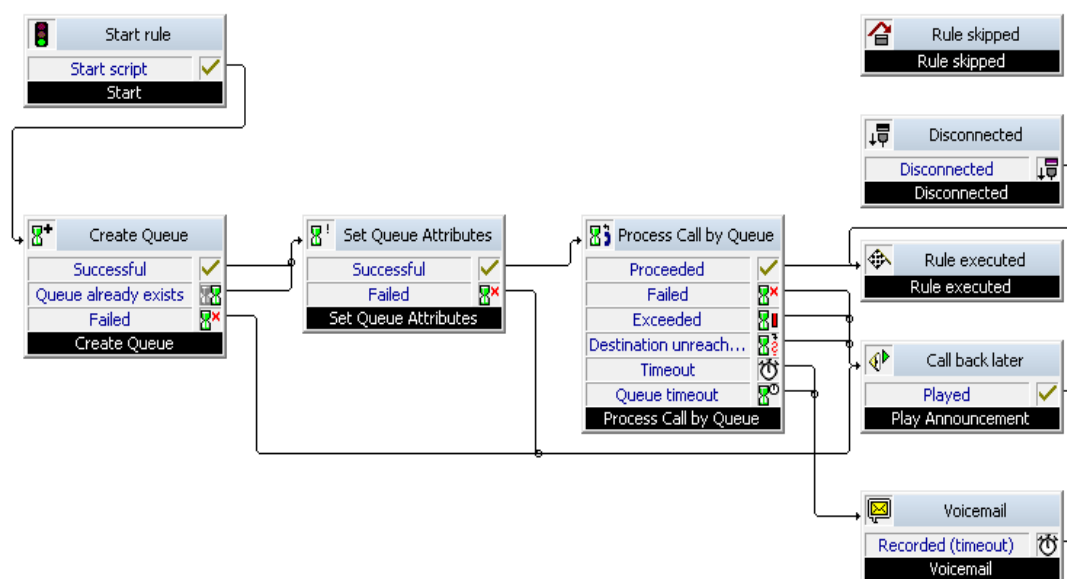 Start rule
Start script
Start
Rule skipped
Rule skipped
Disconnected
Disconnected
Disconnected
Create Queue
Successful
Queue already exists
Failed
Create Queue
Set Queue Attributes
Successful
Failed
Set Queue Attributes
Process Call by Queue
Proceeded
Failed
Exceeded
Destination unreach...
Timeout
Queue timeout
Process Call by Queue
Rule executed
Rule executed
Call back later
Played
Play Announcement
Voicemail
Recorded (timeout)
Voicemail